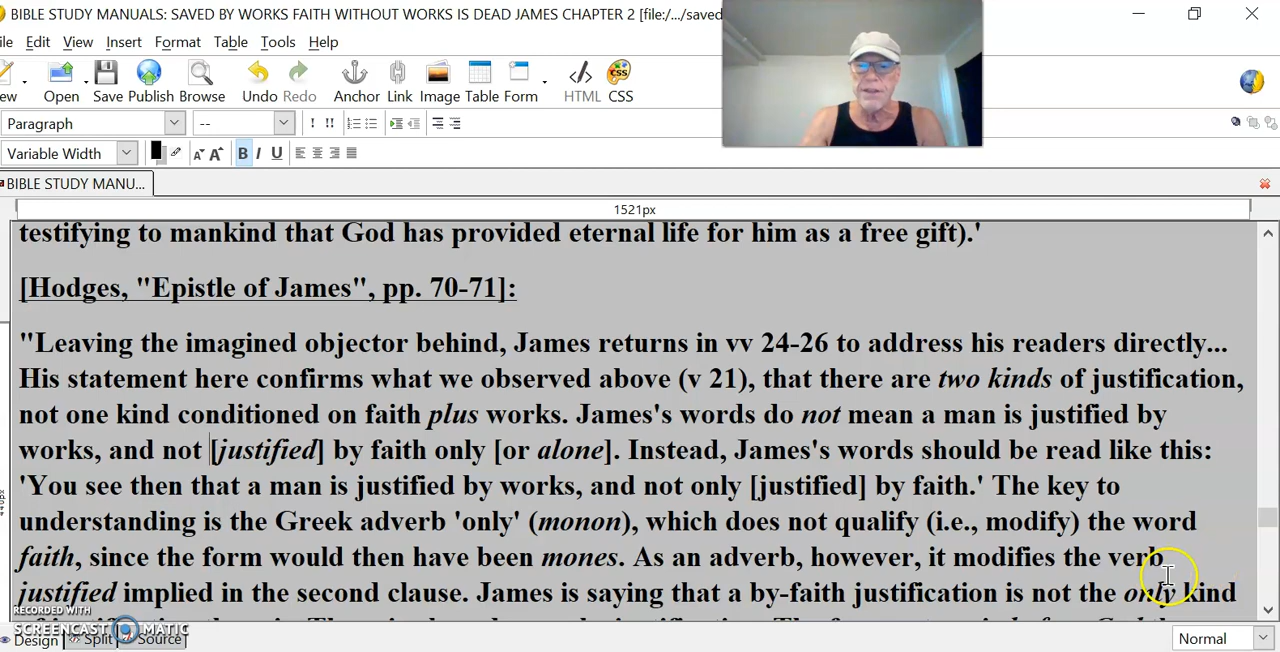 BIBLE STUDY MANUALS: SAVED BY WORKS FAITH WITHOUT WORKS IS DEAD JAMES CHAPTER 2 [file:/.../saved
ile Edit View Insert Format Table Tools Help
ew Open Save Publish Browse Undo Redo Anchor Link Image Table Form HTML CSS
Paragraph --
Variable Width B I U
BIBLE STUDY MANU...
1521px
testifying to mankind that God has provided eternal life for him as a free gift).'
[Hodges, "Epistle of James", pp. 70-71]:
"Leaving the imagined objector behind, James returns in vv 24-26 to address his readers directly...
His statement here confirms what we observed above (v 21), that there are two kinds of justification,
not one kind conditioned on faith plus works. James's words do not mean a man is justified by
works, and not [justified] by faith only [or alone]. Instead, James's words should be read like this:
'You see then that a man is justified by works, and not only [justified] by faith.' The key to
understanding is the Greek adverb 'only' (monon), which does not qualify (i.e., modify) the word
faith, since the form would then have been mones. As an adverb, however, it modifies the verb
justified implied in the second clause. James is saying that a by-faith justification is not the only kind
RECORDED WITH
SCREENCAST MATIC
Design Split Source
Normal